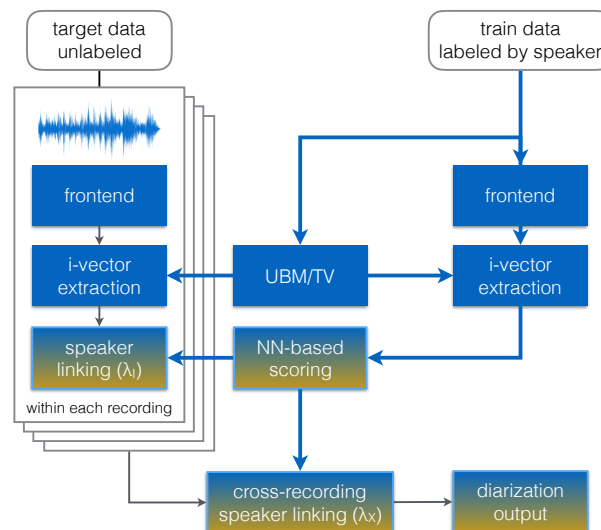 target data
unlabeled
train data
labeled by speaker
frontend
frontend
i-vector
extraction
UBM/TV
i-vector
extraction
speaker
linking (λI)
NN-based
scoring
within each recording
cross-recording
speaker linking (λX)
diarization
output